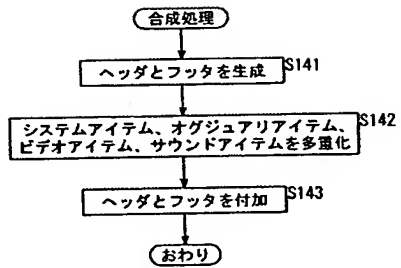 合成処理
ヘッダとフッタを生成
S141
システムアイテム、オグジュアリアイテム、
ビデオアイテム、サウンドアイテムを多重化
S142
ヘッダとフッタを付加
S143
おわり